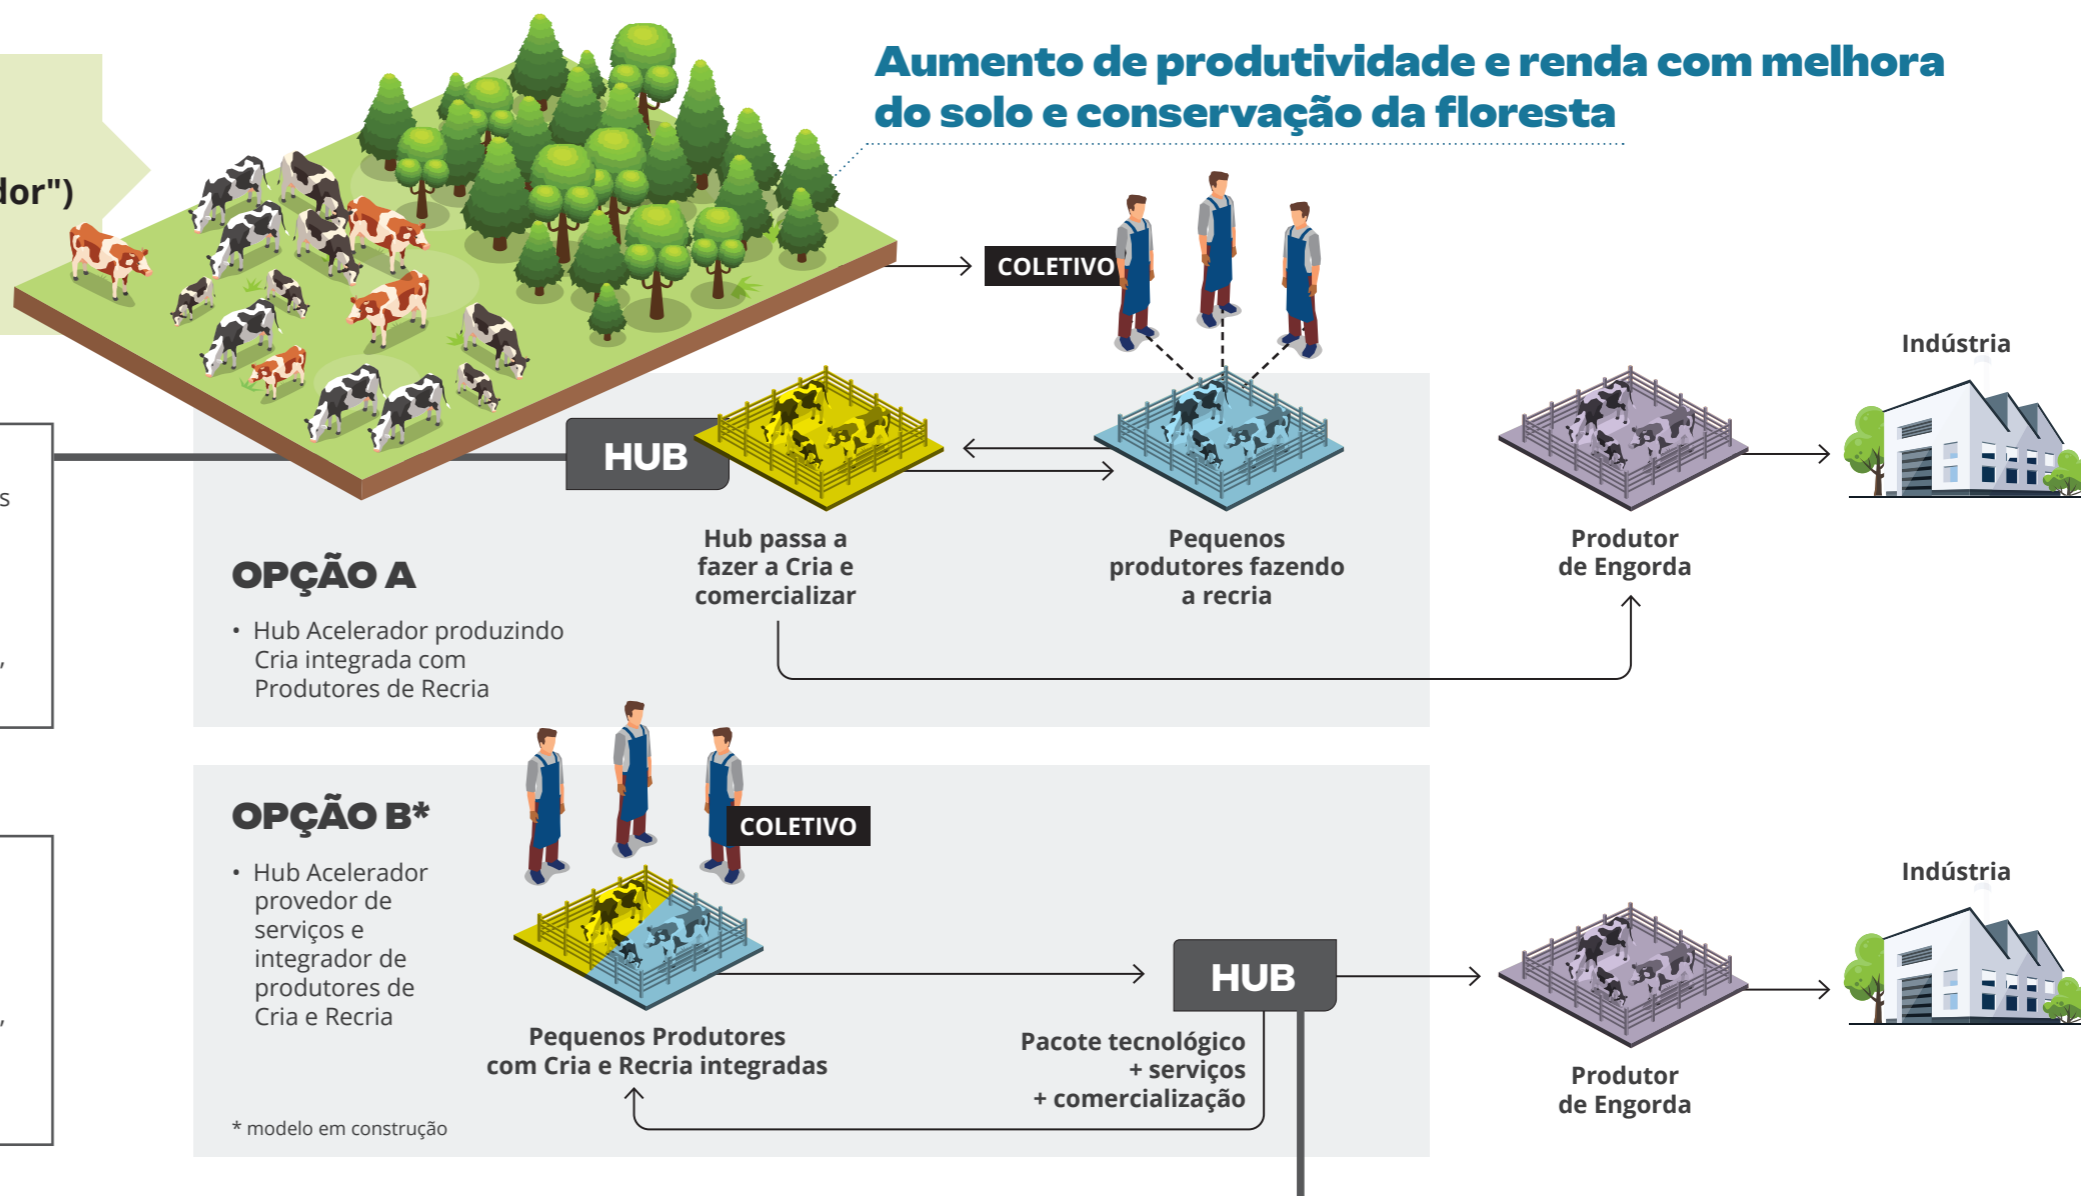 Aumento de produtividade e renda com melhora
do solo e conservação da floresta
dor")
COLETIVO
Indústria
HUB
s
Hub passa a
fazer a Cria e
comercializar
Pequenos
produtores fazendo
a recria
Produtor
de Engorda
OPÇÃO A
• Hub Acelerador produzindo
Cria integrada com
Produtores de Recria
,
OPÇÃO B*
COLETIVO
• Hub Acelerador
provedor de
serviços e
integrador de
produtores de
Cria e Recria
,
Indústria
HUB
Pequenos Produtores
com Cria e Recria integradas
Pacote tecnológico
+ serviços
+ comercialização
Produtor
de Engorda
* modelo em construção